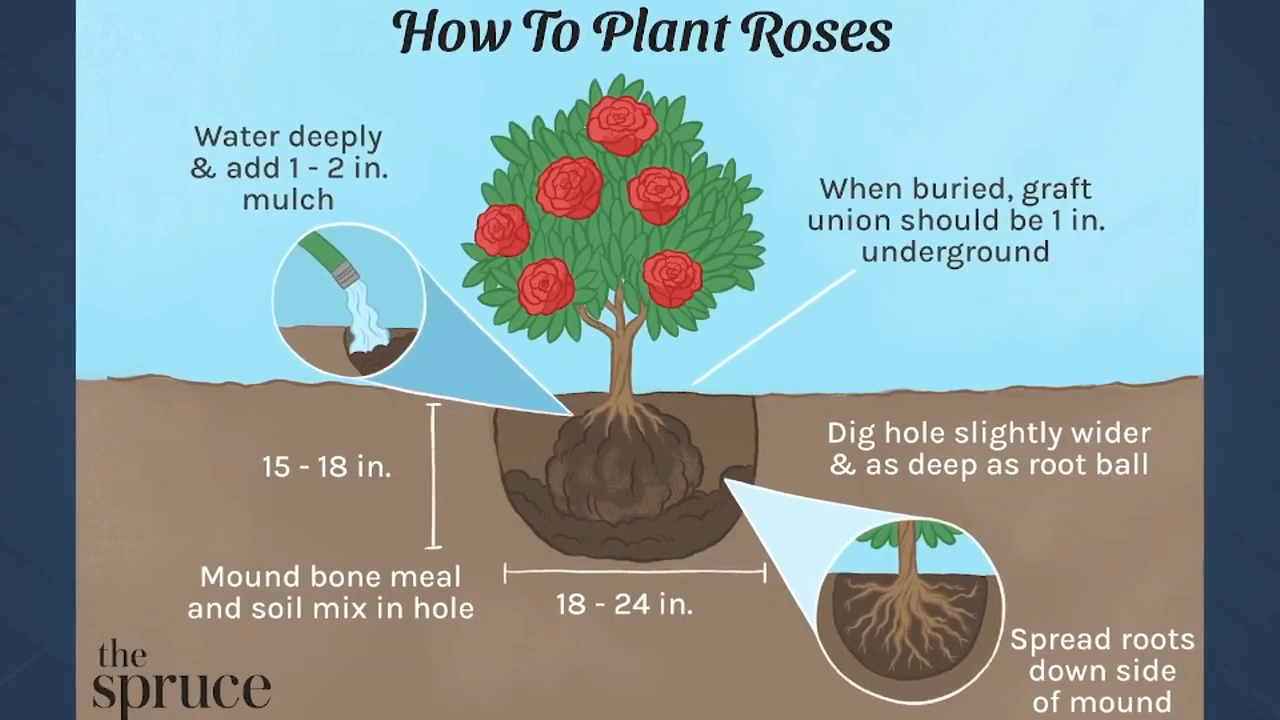 How To Plant Roses
Water deeply
& add 1 - 2 in.
mulch
When buried, graft
union should be 1 in.
underground
15 - 18 in.
Dig hole slightly wider
& as deep as root ball
Mound bone meal
and soil mix in hole
18 - 24 in.
Spread roots
down side
of mound
the
spruce